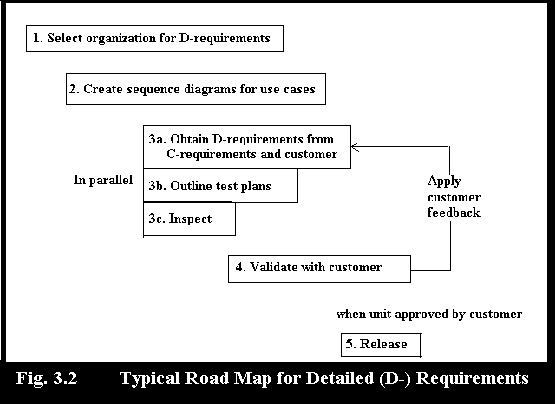 1. Select organization for D-requirements
2. Create sequence diagrams for use cases
3a. Obtain D-requirements from
C-requirements and customer
In parallel
3b. Outline test plans
3c. Inspect
Apply
customer
feedback
4. Validate with customer
when unit approved by customer
5. Release
Fig. 3.2 Typical Road Map for Detailed (D-) Requirements